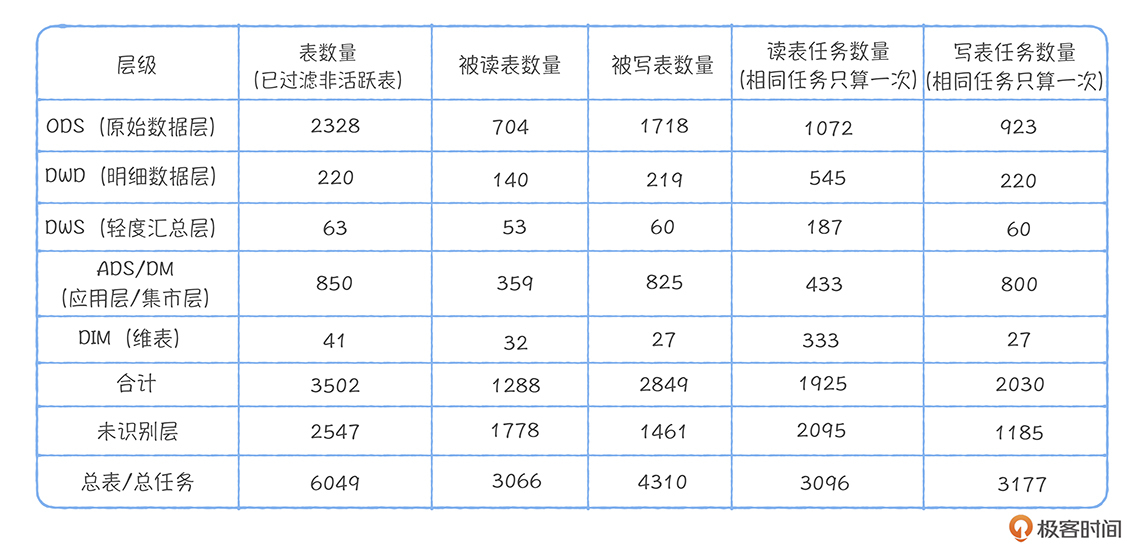 层级 表数量 (已过滤非活跃表) 被读表数量 被写表数量 读表任务数量 (相同任务只算一次) 写表任务数量 (相同任务只算一次)
ODS (原始数据层) 2328 704 1718 1072 923
DWD (明细数据层) 220 140 219 545 220
DWS (轻度汇总层) 63 53 60 187 60
ADS/DM (应用层/集市层) 850 359 825 433 800
DIM (维表) 41 32 27 333 27
合计 3502 1288 2849 1925 2030
未识别层 2547 1778 1461 2095 1185
总表/总任务 6049 3066 4310 3096 3177
极客时间